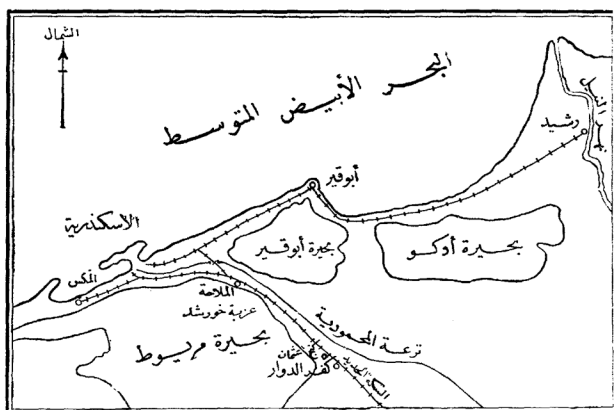 الشمال
البحر الأبيض المتوسط
رشيد
أبوقير
الأسكندرية
بحيرة أبوقير
بحيرة أدكو
المكس
الملاحة
عزبة خورشد
ترعة المحمودية
بحيرة مريوط
كفر الدوار